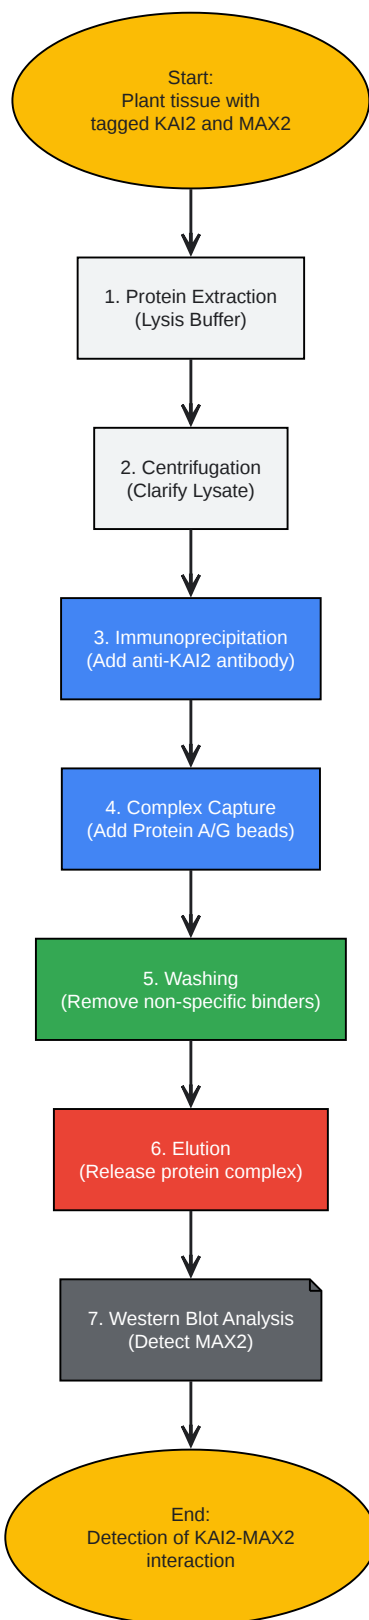 Start:
Plant tissue with
tagged KAI2 and MAX2
1. Protein Extraction
(Lysis Buffer)
2. Centrifugation
(Clarify Lysate)
3. Immunoprecipitation
(Add anti-KAI2 antibody)
4. Complex Capture
(Add Protein A/G beads)
5. Washing
(Remove non-specific binders)
6. Elution
(Release protein complex)
7. Western Blot Analysis
(Detect MAX2)
End:
Detection of KAI2-MAX2
interaction